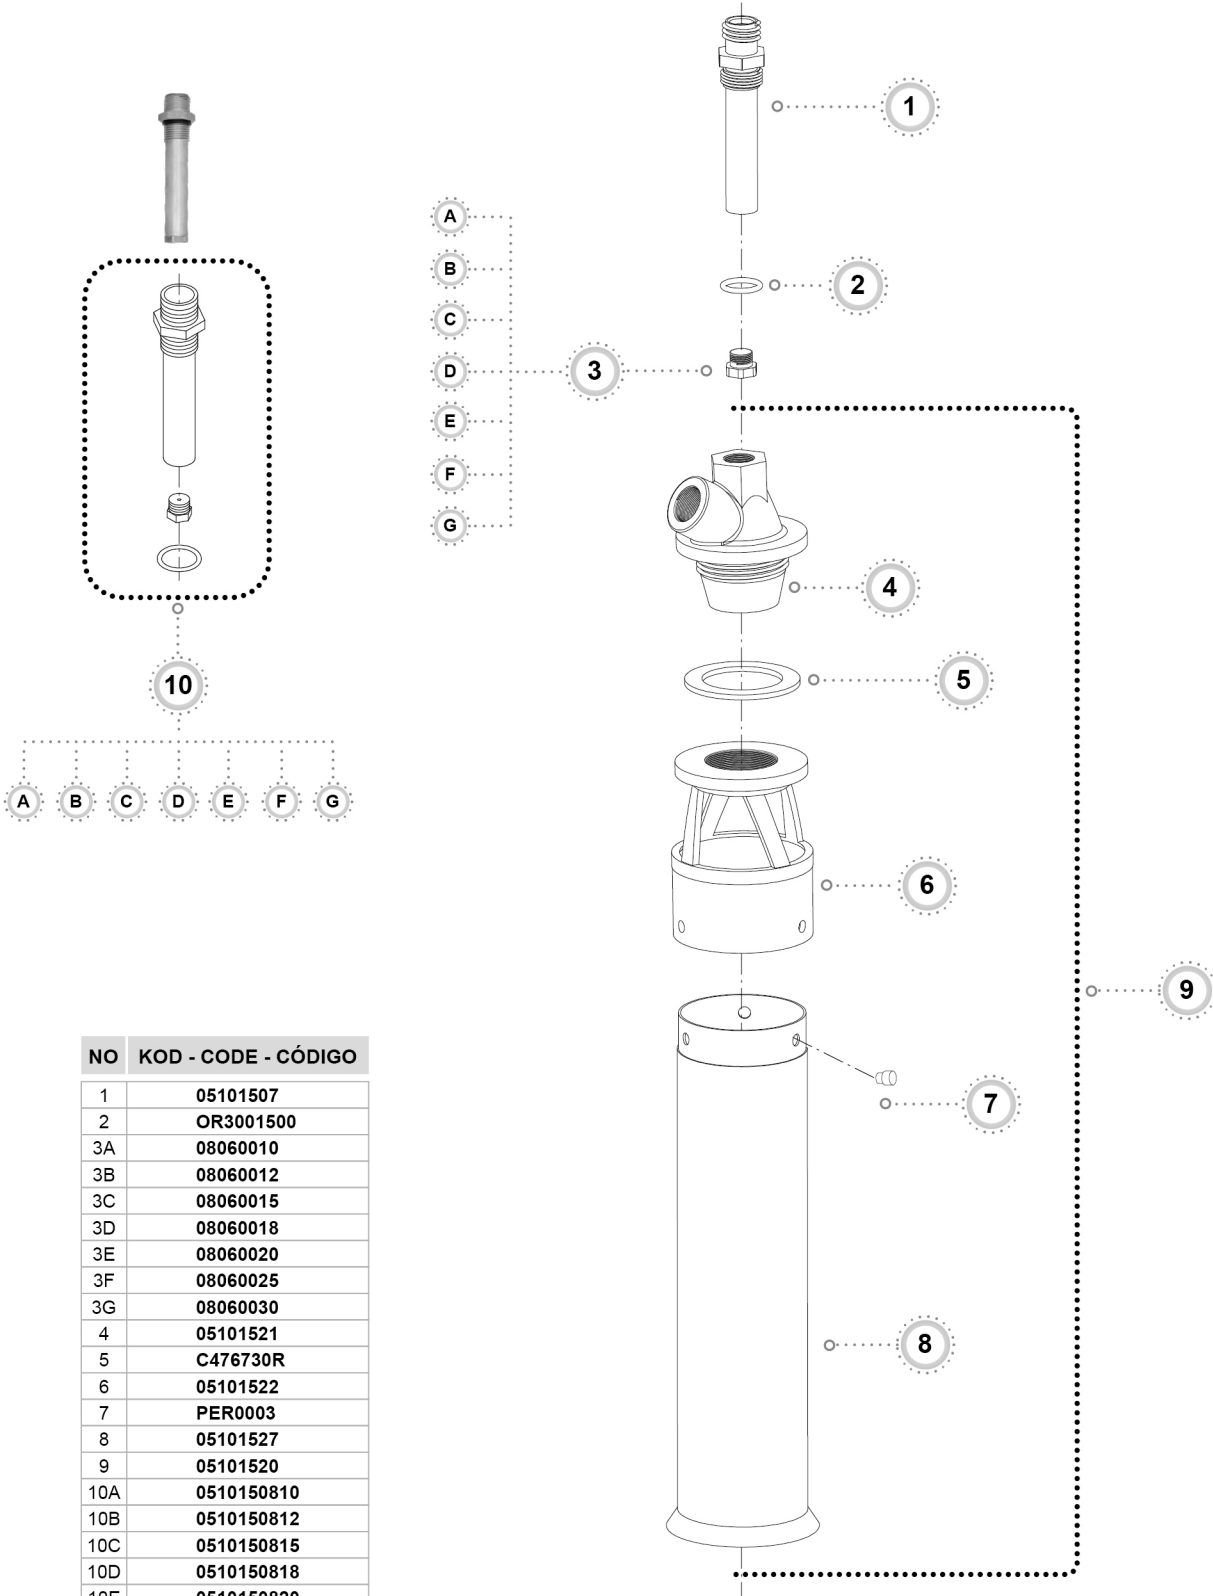 1
2
A
B
C
D
E
F
G
3
4
5
10
A B C D E F G
6
9
7
8
NO KOD - CODE - CÓDIGO
1 05101507
2 OR3001500
3A 08060010
3B 08060012
3C 08060015
3D 08060018
3E 08060020
3F 08060025
3G 08060030
4 05101521
5 C476730R
6 05101522
7 PER0003
8 05101527
9 05101520
10A 0510150810
10B 0510150812
10C 0510150815
10D 0510150818
10E 0510150820